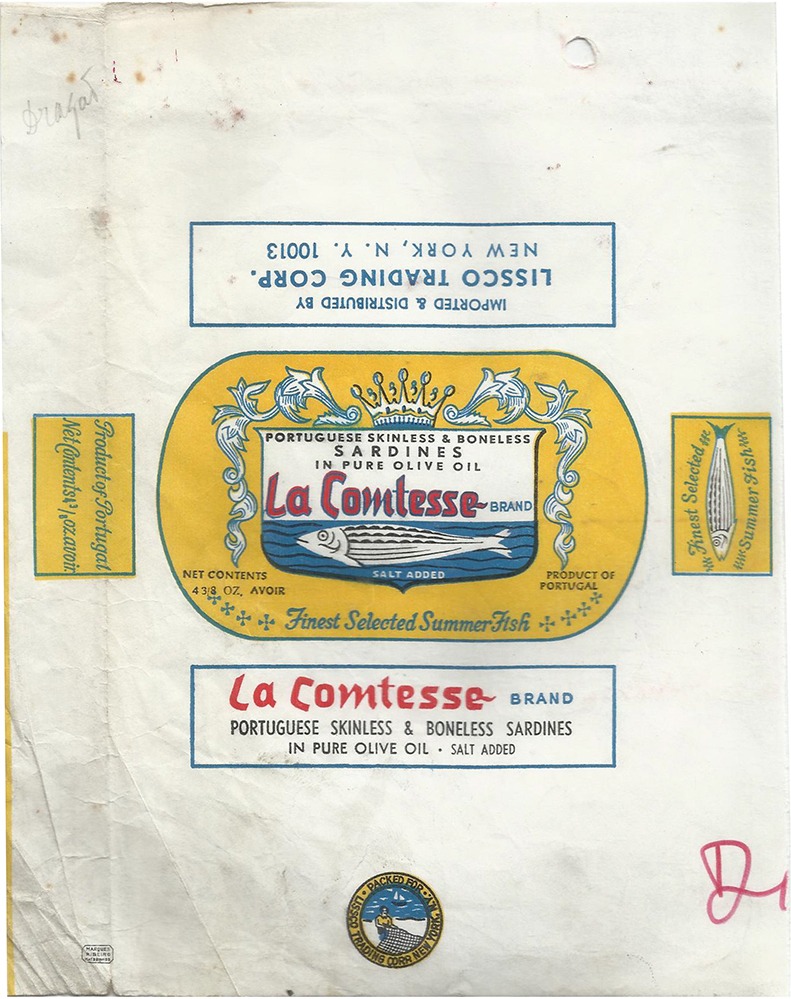 Dragas
IMPORTED & DISTRIBUTED BY
LISSCO TRADING CORP.
NEW YORK, N. Y. 10013
PORTUGUESE SKINLESS & BONELESS
SARDINES
IN PURE OLIVE OIL
La Comtesse BRAND
SALT ADDED
NET CONTENTS
4 3/8 OZ, AVOIR
PRODUCT OF
PORTUGAL
Finest Selected Summer Fish
Product of Portugal
Net Contents 4 3/8 oz. avoir
Finest Selected
Summer Fish
La Comtesse BRAND
PORTUGUESE SKINLESS & BONELESS SARDINES
IN PURE OLIVE OIL • SALT ADDED
PACKED FOR • LISSCO TRADING CORP. NEW YORK, N.Y.
MARQUES
RIBEIRO